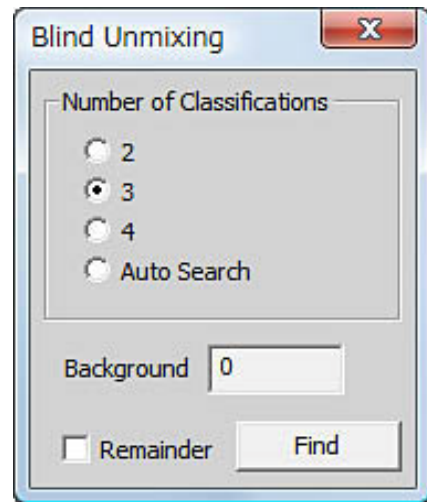 Blind Unmixing
Number of Classifications
2
3
4
Auto Search
Background 0
Remainder Find